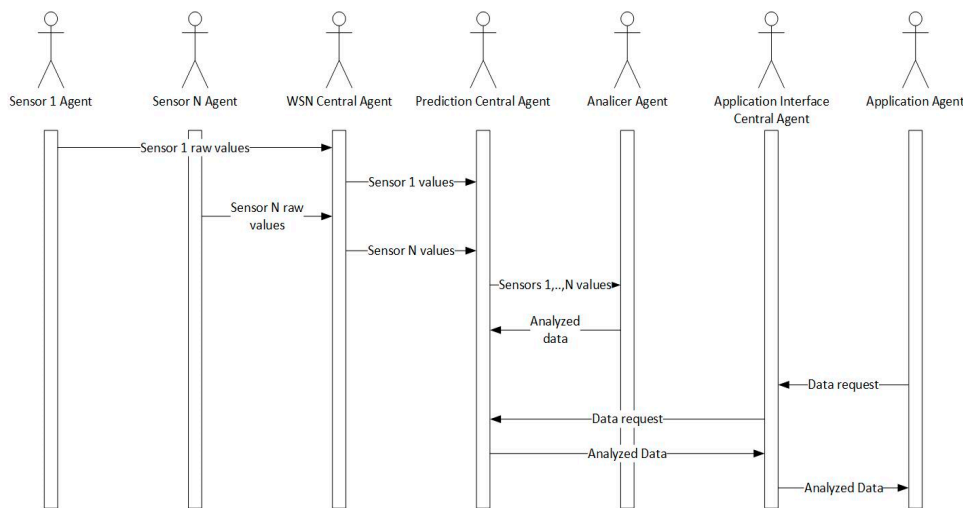 Sensor 1 Agent
Sensor N Agent
WSN Central Agent
Prediction Central Agent
Analicer Agent
Application Interface
Central Agent
Application Agent
Sensor 1 raw values
Sensor 1 values
Sensor N raw
values
Sensor N values
Sensors 1,..,N values
Analyzed
data
Data request
Data request
Analyzed Data
Analyzed Data